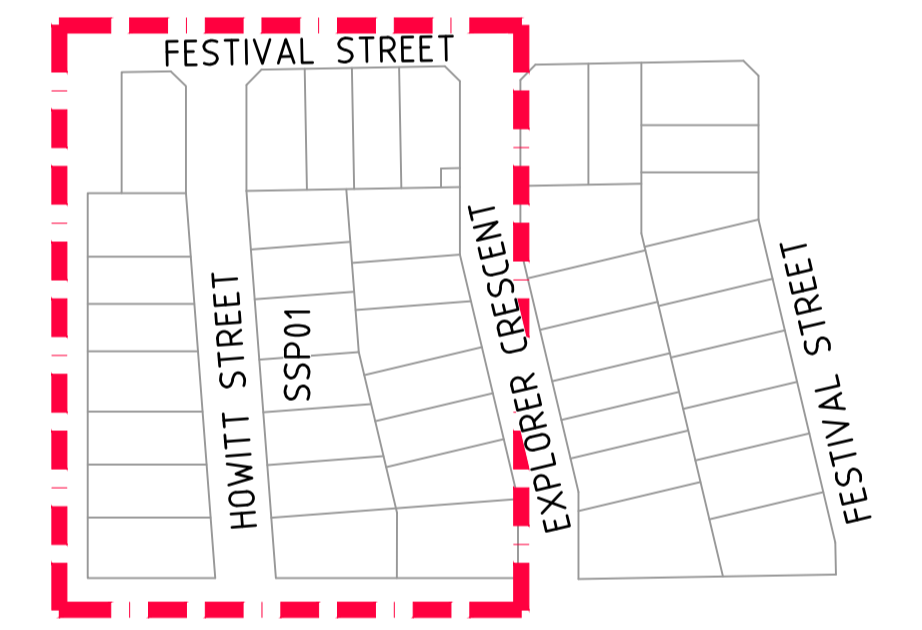 FESTIVAL STREET
HOWITT STREET
SSP01
EXPLORER CRESCENT
FESTIVAL STREET